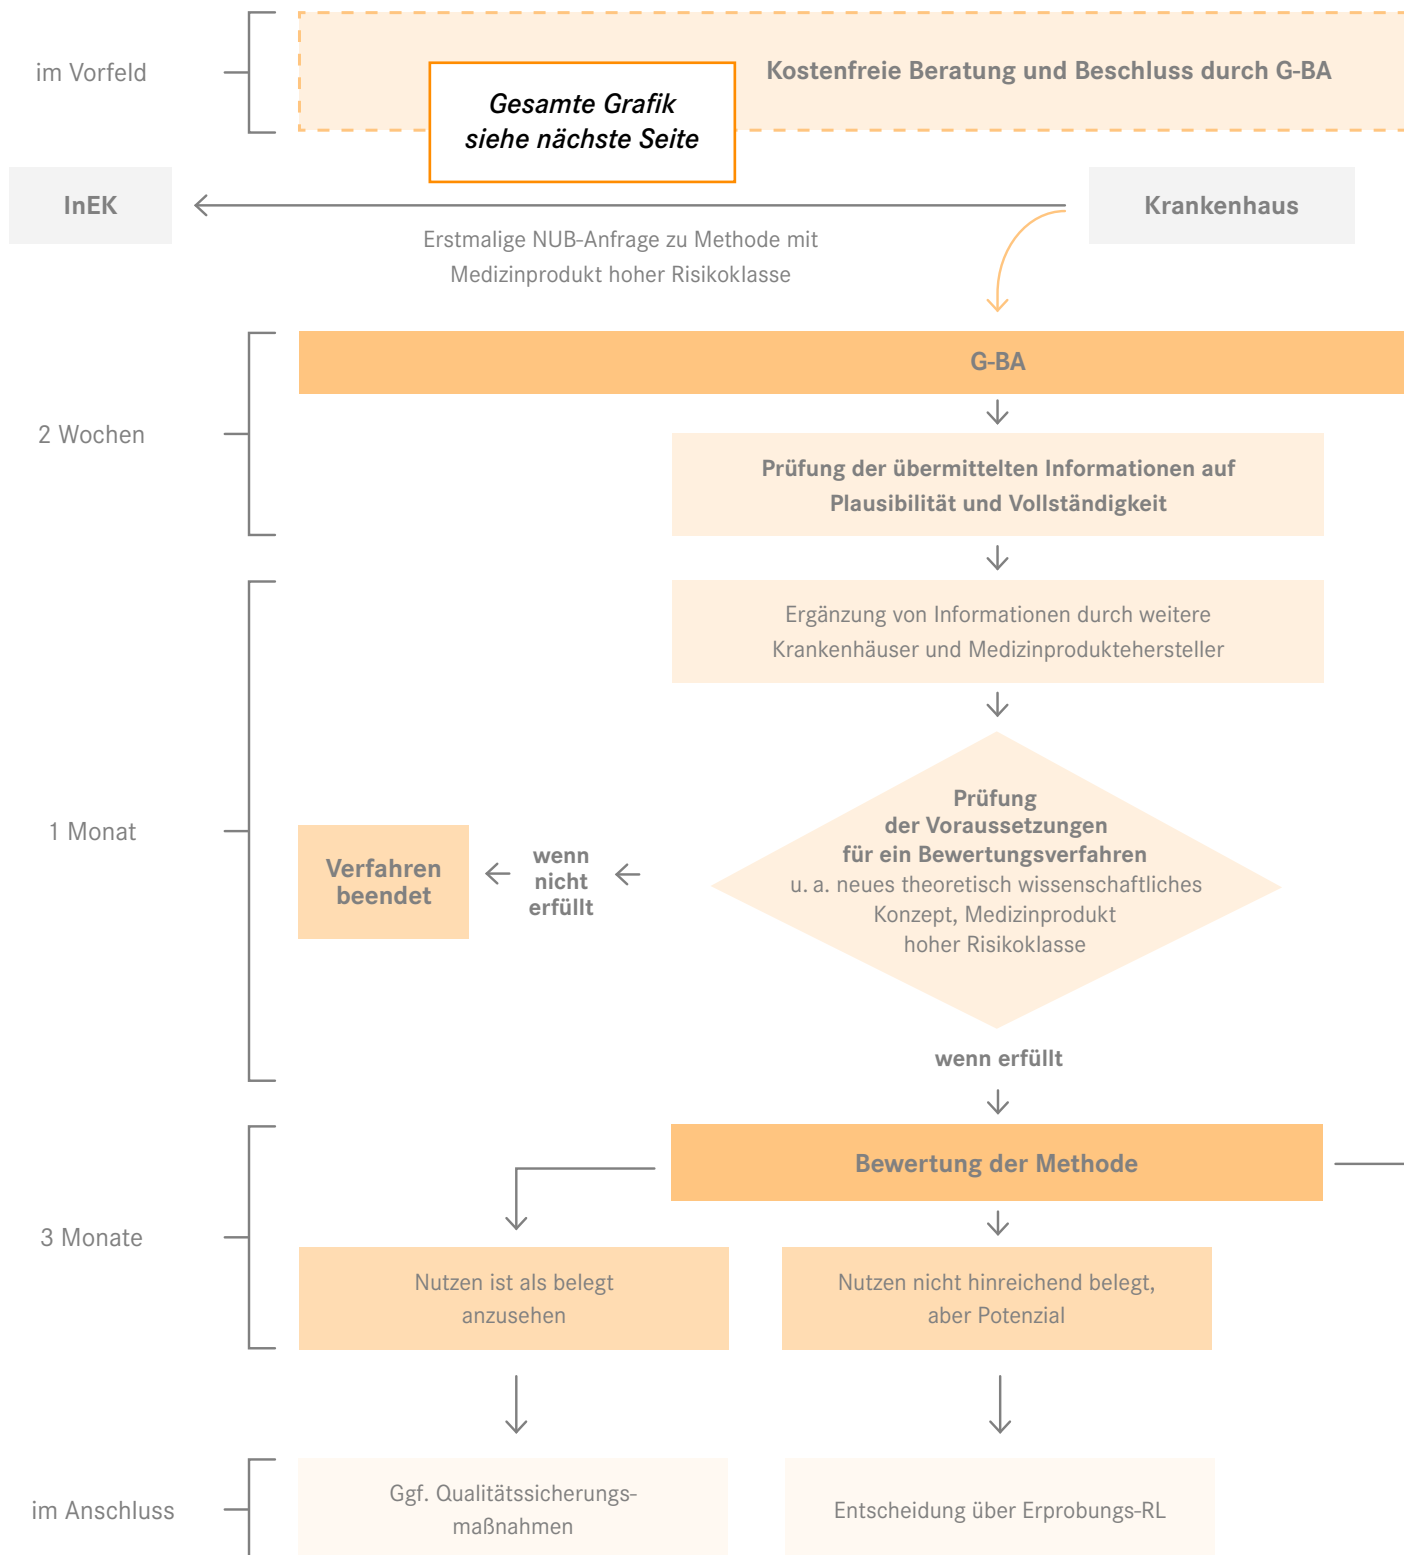 im Vorfeld
Kostenfreie Beratung und Beschluss durch G-BA
Gesamte Grafik
siehe nächste Seite
InEK
Krankenhaus
Erstmalige NUB-Anfrage zu Methode mit
Medizinprodukt hoher Risikoklasse
G-BA
2 Wochen
Prüfung der übermittelten Informationen auf
Plausibilität und Vollständigkeit
Ergänzung von Informationen durch weitere
Krankenhäuser und Medizinproduktehersteller
1 Monat
Prüfung
der Voraussetzungen
für ein Bewertungsverfahren
u. a. neues theoretisch wissenschaftliches
Konzept, Medizinprodukt
hoher Risikoklasse
wenn
nicht
erfüllt
Verfahren
beendet
wenn erfüllt
Bewertung der Methode
3 Monate
Nutzen ist als belegt
anzusehen
Nutzen nicht hinreichend belegt,
aber Potenzial
im Anschluss
Ggf. Qualitätssicherungs-
maßnahmen
Entscheidung über Erprobungs-RL